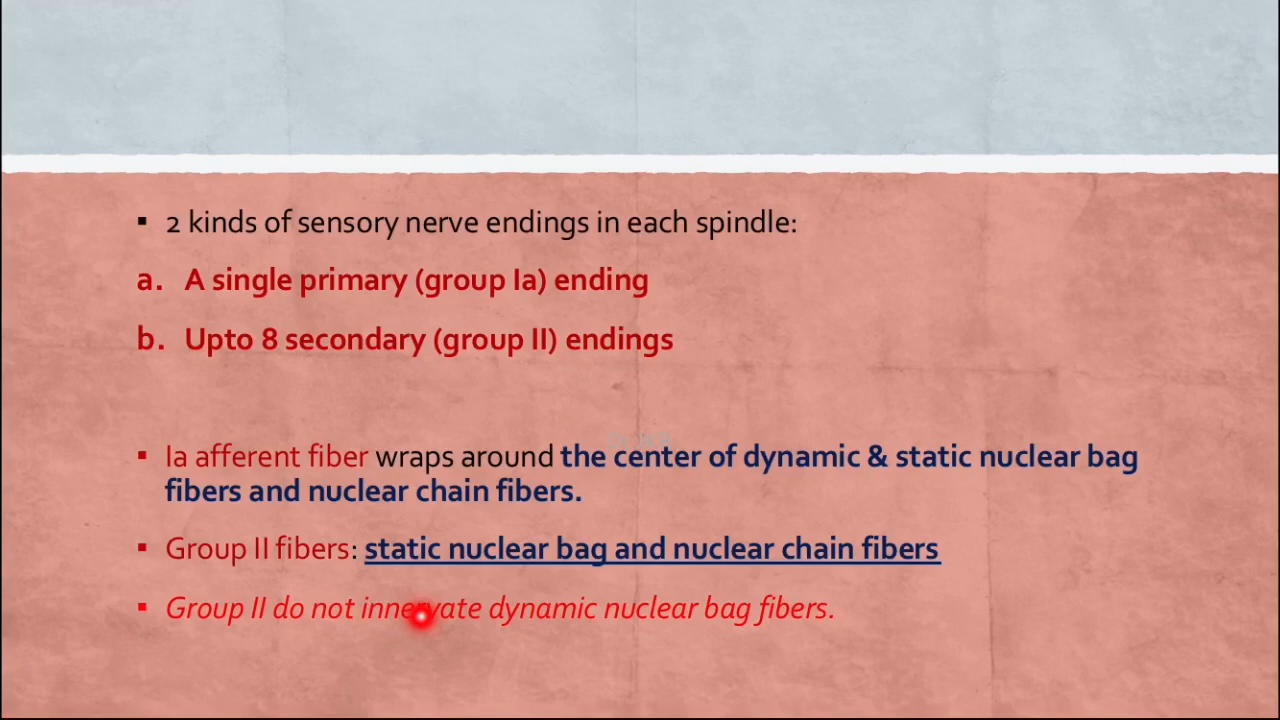 ▪ 2 kinds of sensory nerve endings in each spindle:
a. A single primary (group Ia) ending
b. Upto 8 secondary (group II) endings
▪ Ia afferent fiber wraps around the center of dynamic & static nuclear bag
fibers and nuclear chain fibers.
▪ Group II fibers: static nuclear bag and nuclear chain fibers
▪ Group II do not innervate dynamic nuclear bag fibers.